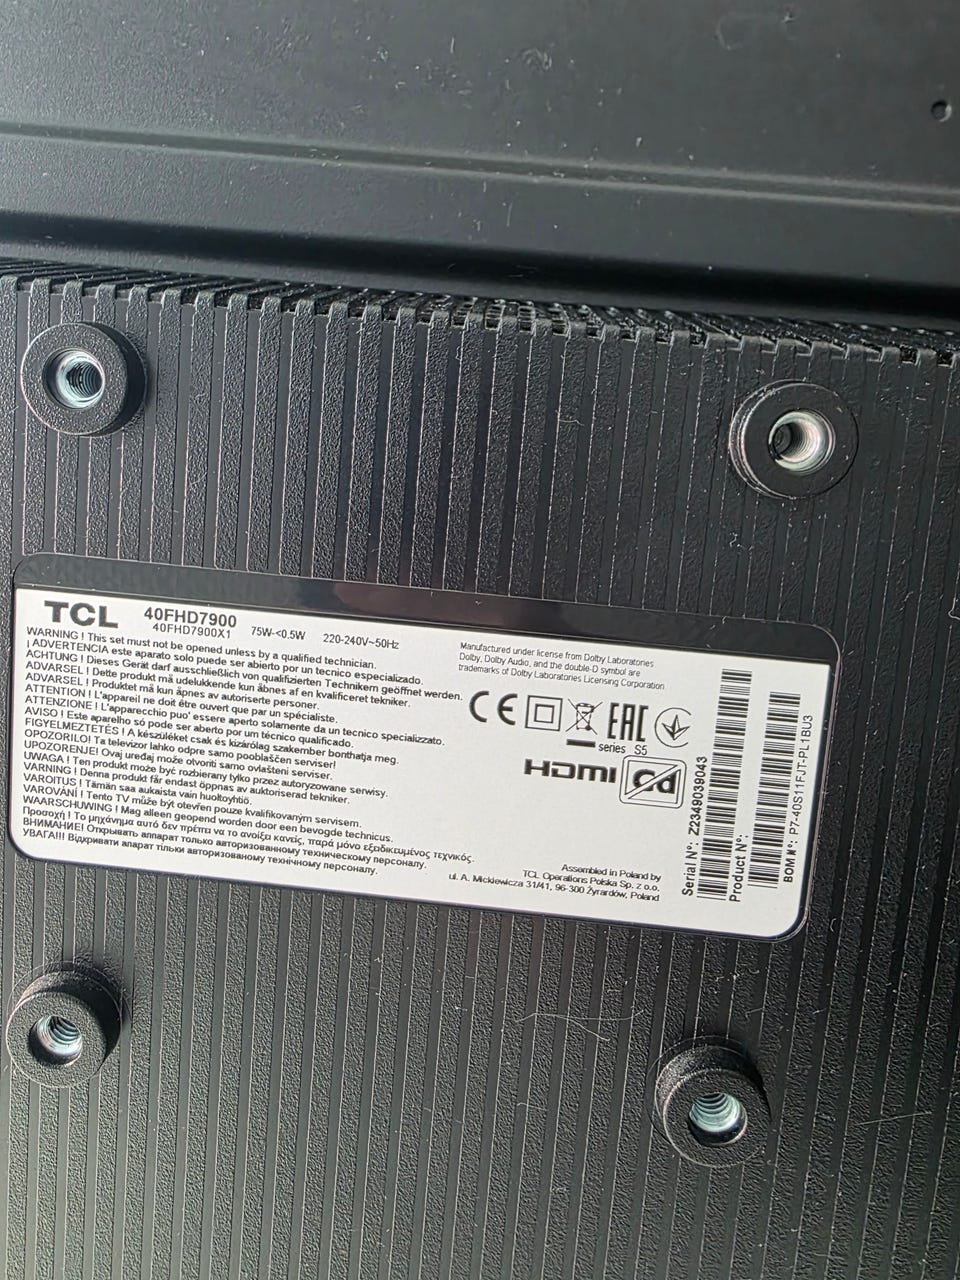 TCL 40FHD7900
40FHD7900X1 75W-<0.5W 220-240V~50Hz
WARNING ! This set must not be opened unless by a qualified technician.
¡ ADVERTENCIA este aparato solo puede ser abierto por un tecnico especializado.
ACHTUNG ! Dieses Gerät darf ausschließlich von qualifizierten Technikern geöffnet werden.
ADVARSEL ! Dette produkt må udelukkende kun åbnes af en kvalificeret tekniker.
ADVARSEL ! Produktet må kun åpnes av autoriserte personer.
ATTENTION ! L'appareil ne doit être ouvert que par un spécialiste.
ATTENZIONE ! L'apparecchio puo' essere aperto solamente da un tecnico specializzato.
AVISO ! Este aparelho só pode ser aberto por um técnico qualificado.
FIGYELMEZTETÉS ! A készüléket csak és kizárólag szakember bonthatja meg.
OPOZORILO! Ta televizor lahko odpre samo pooblaščen serviser!
UPOZORENJE! Ovaj uređaj može otvoriti samo ovlašteni serviser.
UWAGA ! Ten produkt może być rozbierany tylko przez autoryzowane serwisy.
VARNING ! Denna produkt får endast öppnas av auktoriserad tekniker.
VAROITUS ! Tämän saa aukaista vain huoltoyhtiö.
VAROVÁNÍ ! Tento TV může být otevřen pouze kvalifikovaným servisem.
WAARSCHUWING ! Mag alleen geopend worden door een bevoegde technicus.
Προσοχή ! Το μηχάνημα αυτό δεν πρέπει να το ανοίξει κανείς, παρά μόνο εξειδικευμένος τεχνικός.
ВНИМАНИЕ! Открывать аппарат только авторизованному техническому персоналу.
УВАГА!!! Відкривати апарат тільки авторизованому технічному персоналу.
Manufactured under license from Dolby Laboratories
Dolby, Dolby Audio, and the double-D symbol are
trademarks of Dolby Laboratories Licensing Corporation
CE EAC
series S5
HDMI
Assembled in Poland by
TCL Operations Polska Sp. z o.o.
ul. A. Mickiewicza 31/41, 96-300 Żyrardów, Poland
Serial Nº: Z2349039043
Product Nº:
BOM Nº: P7-40S11FJT-PL1BU3